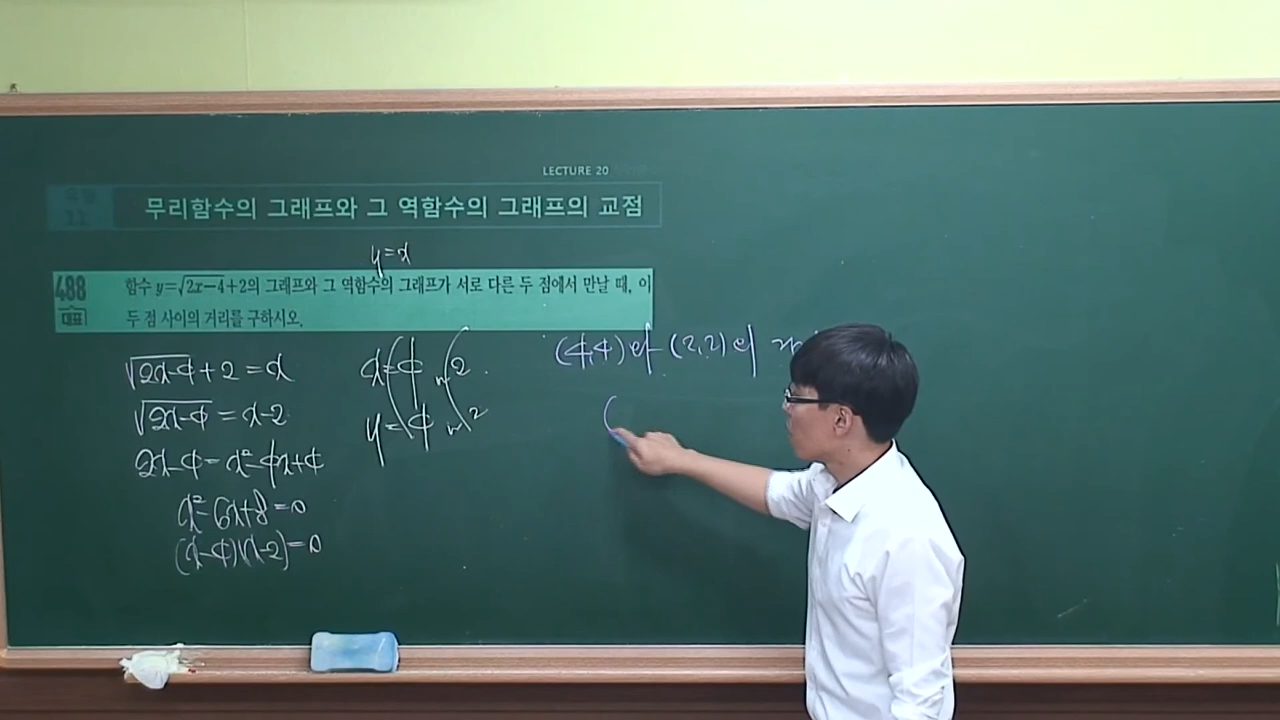 LECTURE 20
유형
11
무리함수의 그래프와 그 역함수의 그래프의 교점
y=x
488
대표
함수 y=√2x−4+2의 그래프와 그 역함수의 그래프가 서로 다른 두 점에서 만날 때, 이
두 점 사이의 거리를 구하시오.
√2x-4+2=x
√2x-4=x-2
2x-4=x²-4x+4
x²-6x+8=0
(x-4)(x-2)=0
x=4 or 2.
y=4 or 2
(4,4)와 (2,2)의
(